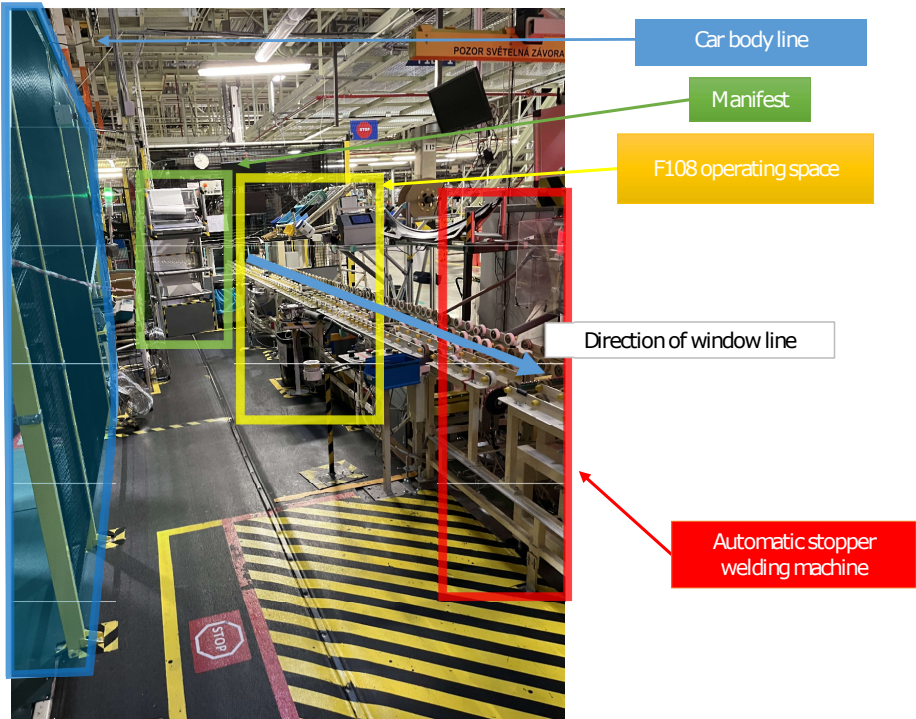 Car body line
POZOR SVĚTELNÁ ZÁVORA
Manifest
STOP
F108 operating space
Direction of window line
Automatic stopper
welding machine
STOP